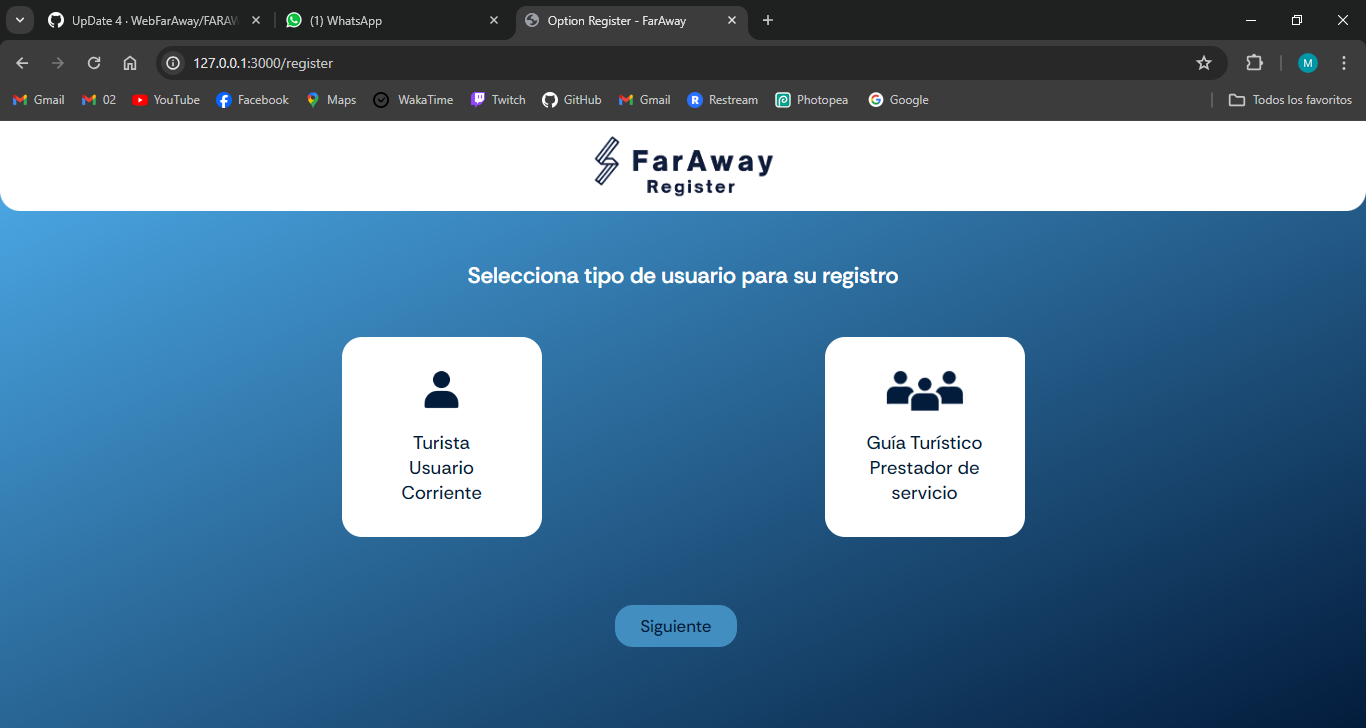 UpDate 4 · WebFarAway/FARAW
(1) WhatsApp
Option Register - FarAway
127.0.0.1:3000/register
M
Gmail
02
YouTube
Facebook
Maps
WakaTime
Twitch
GitHub
Gmail
Restream
Photopea
Google
Todos los favoritos
FarAway
Register
Selecciona tipo de usuario para su registro
Turista
Usuario
Corriente
Guía Turístico
Prestador de
servicio
Siguiente